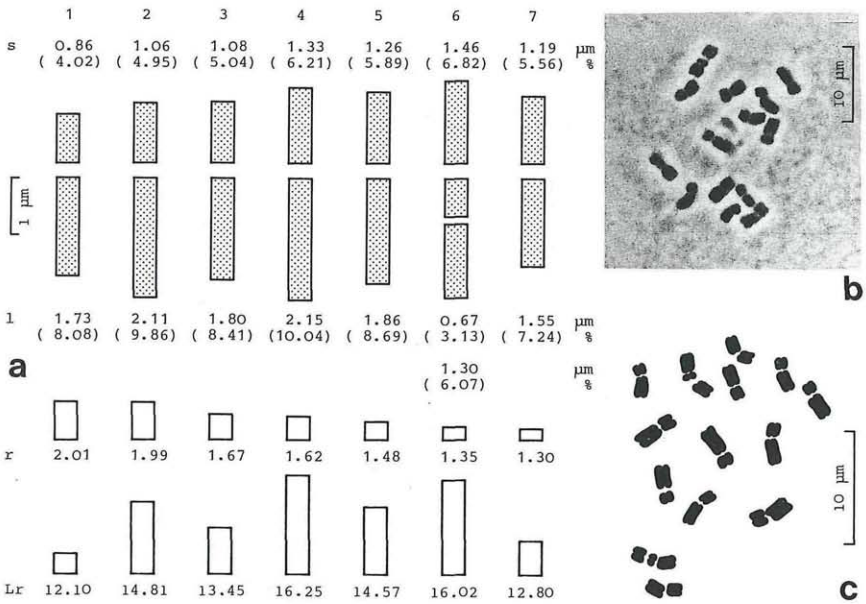 1 2 3 4 5 6 7
s 0.86 1.06 1.08 1.33 1.26 1.46 1.19 µm
( 4.02) ( 4.95) ( 5.04) ( 6.21) ( 5.89) ( 6.82) ( 5.56) %
1 µm
l 1.73 2.11 1.80 2.15 1.86 0.67 1.55 µm
( 8.08) ( 9.86) ( 8.41) (10.04) ( 8.69) ( 3.13) ( 7.24) %
a
1.30 µm
( 6.07) %
r 2.01 1.99 1.67 1.62 1.48 1.35 1.30
Lr 12.10 14.81 13.45 16.25 14.57 16.02 12.80
10 µm
b
10 µm
c